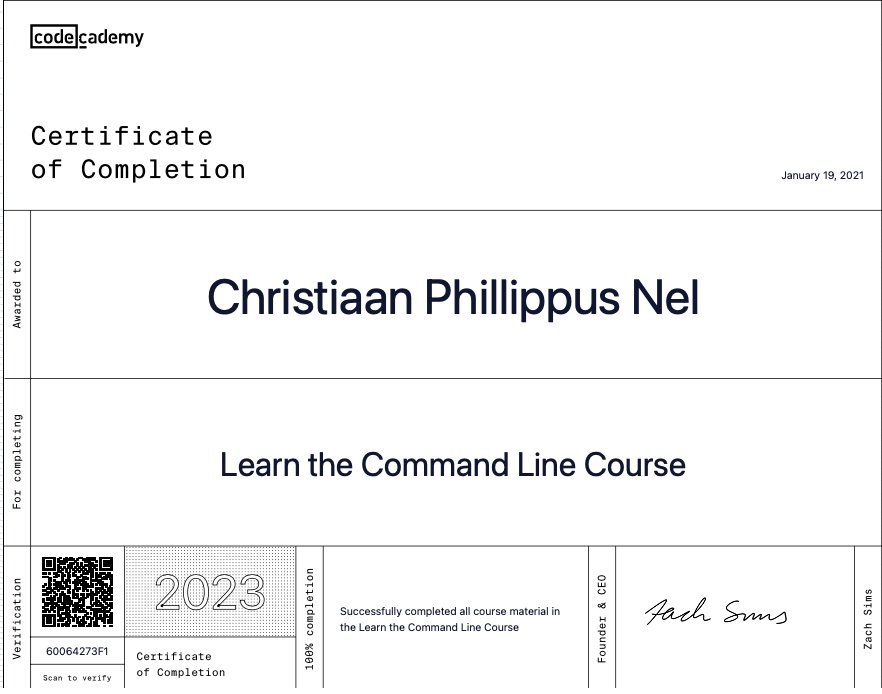 codecademy
Certificate
of Completion
January 19, 2021
Awarded to
Christiaan Phillippus Nel
For completing
Learn the Command Line Course
Verification
60064273F1
Scan to verify
2023
Certificate
of Completion
100% completion
Successfully completed all course material in
the Learn the Command Line Course
Founder & CEO
Zach Sims
Zach Sims